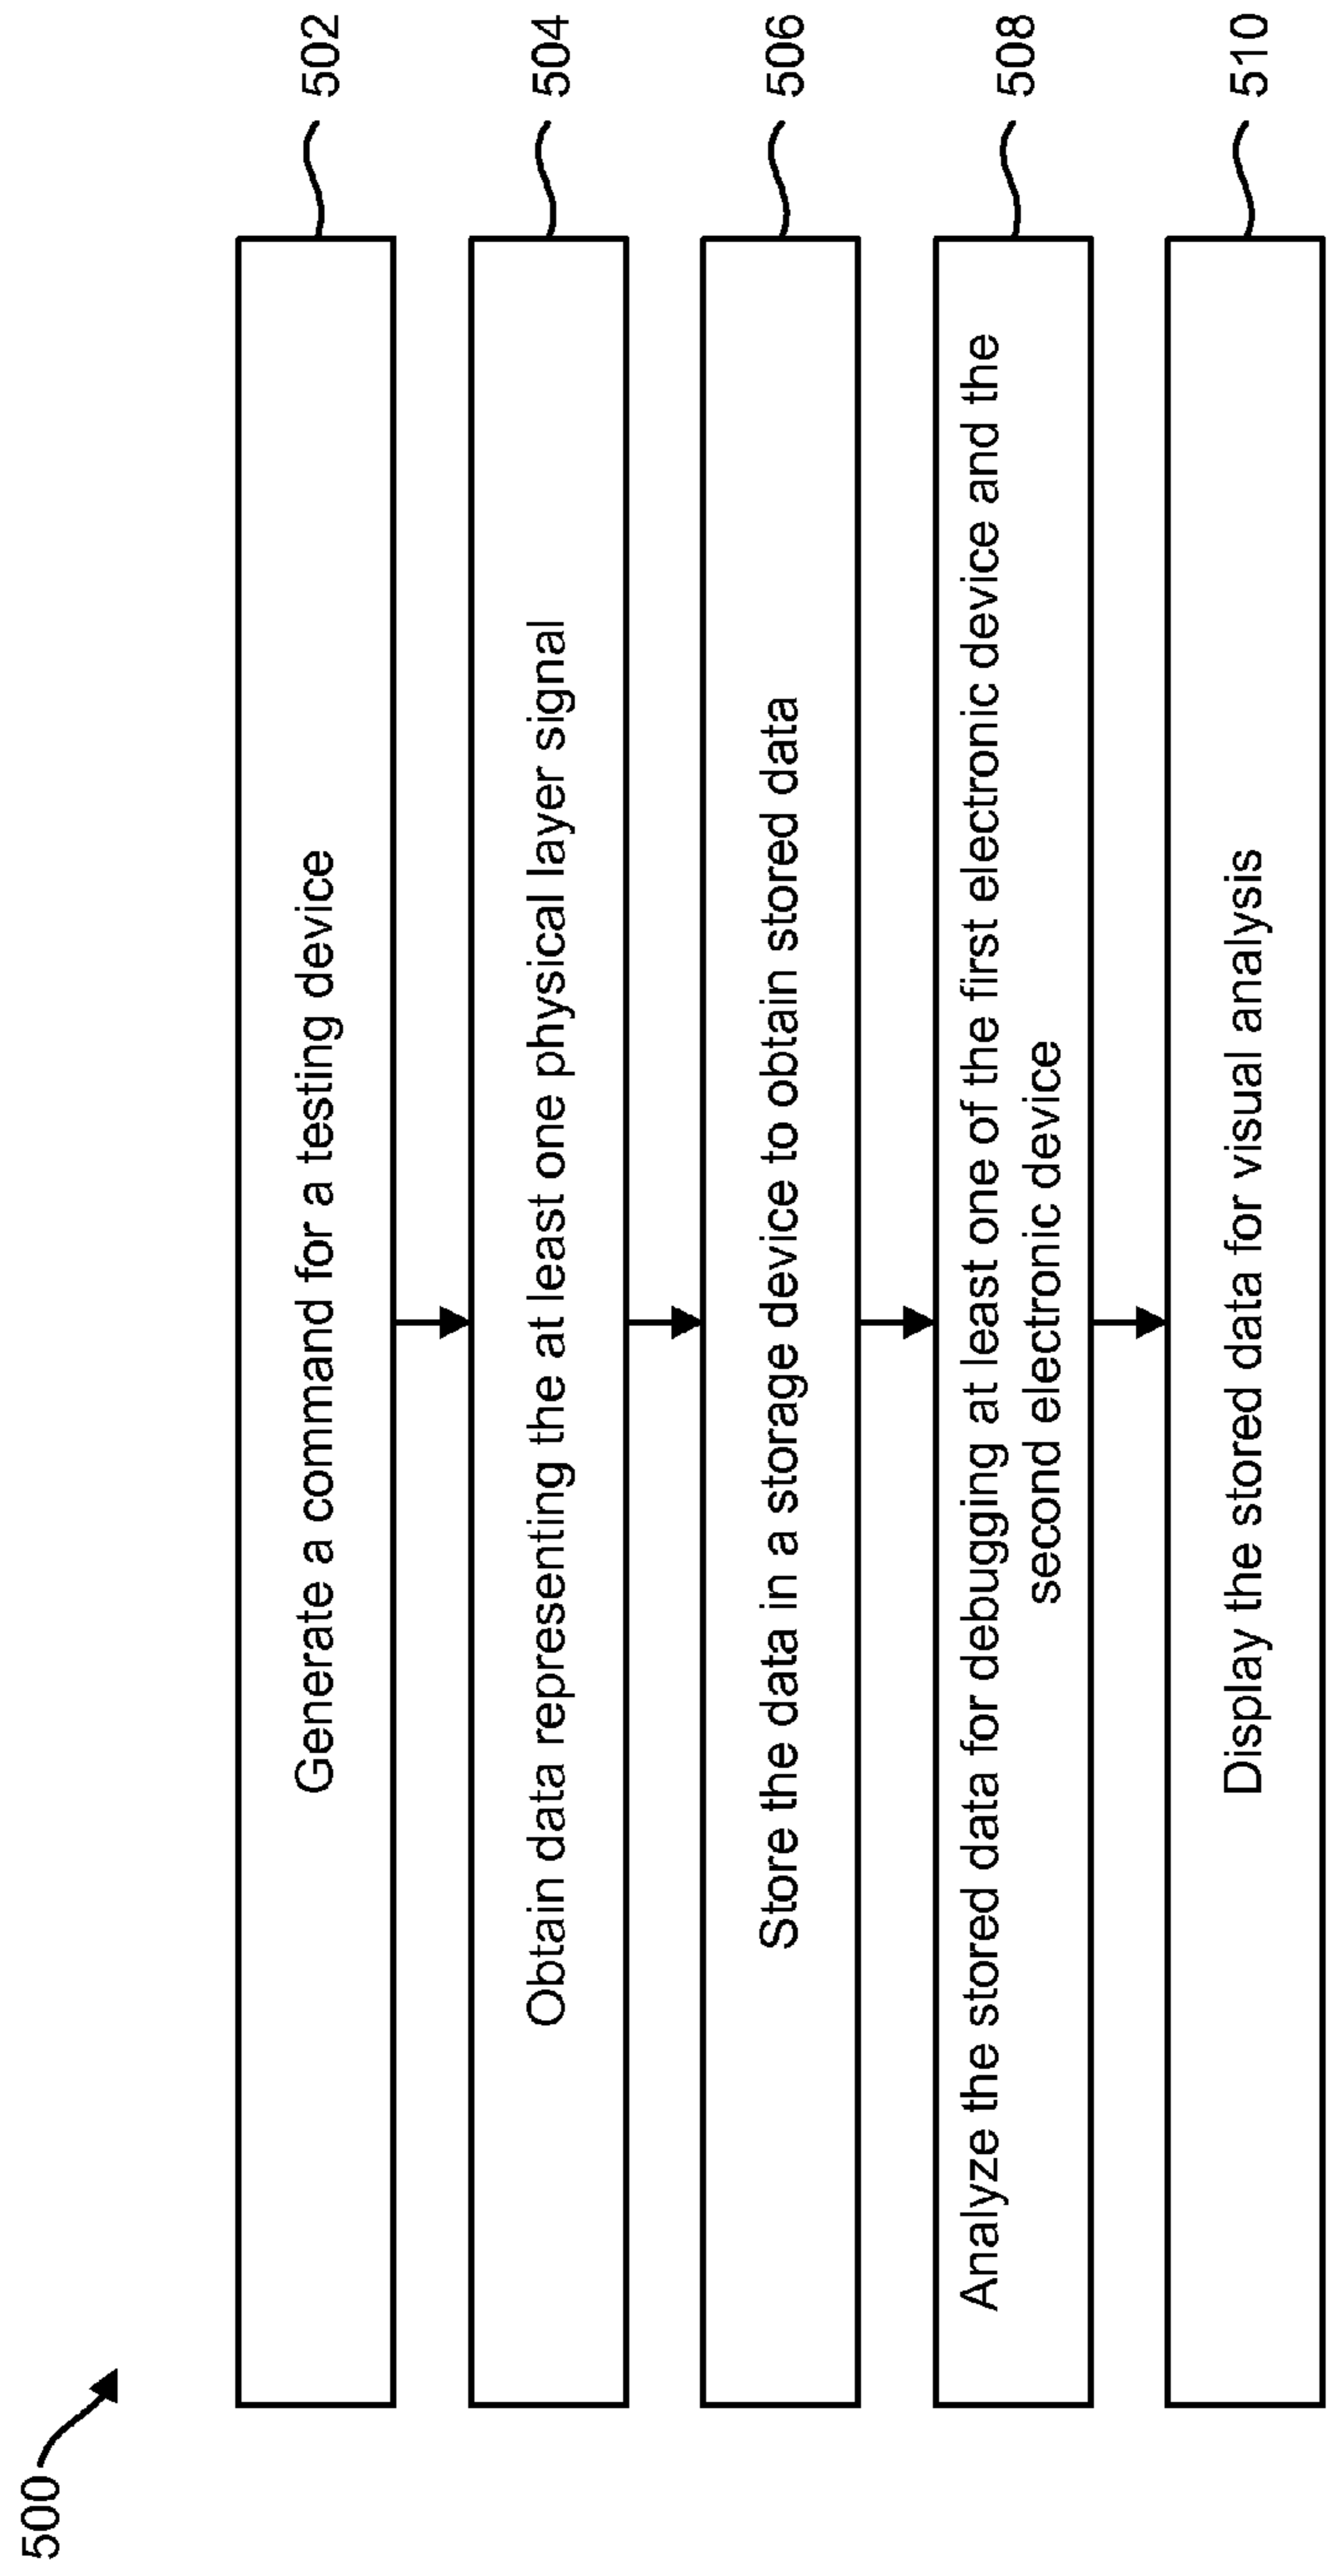 500
Generate a command for a testing device
502
Obtain data representing the at least one physical layer signal
504
Store the data in a storage device to obtain stored data
506
Analyze the stored data for debugging at least one of the first electronic device and the
second electronic device
508
Display the stored data for visual analysis
510